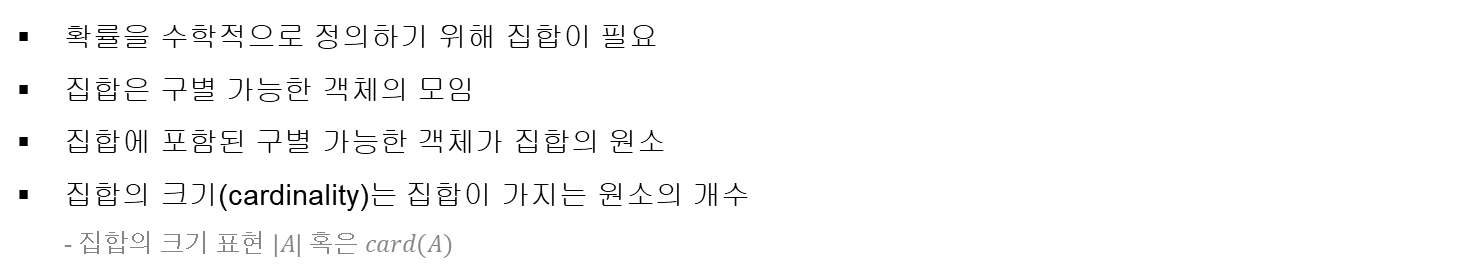 ▪ 확률을 수학적으로 정의하기 위해 집합이 필요
▪ 집합은 구별 가능한 객체의 모임
▪ 집합에 포함된 구별 가능한 객체가 집합의 원소
▪ 집합의 크기(cardinality)는 집합이 가지는 원소의 개수
- 집합의 크기 표현 |A| 혹은 card(A)